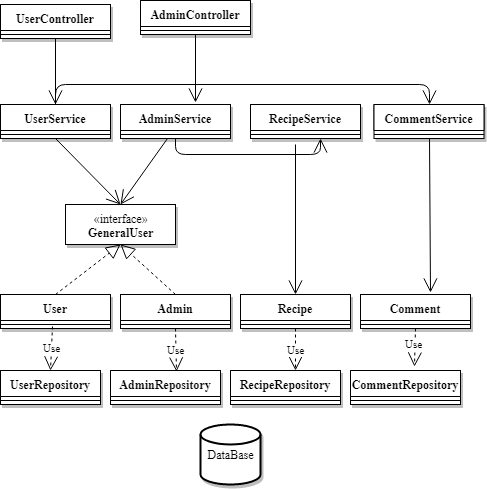 UserController
AdminController
UserService
AdminService
RecipeService
CommentService
«interface»
GeneralUser
User
Admin
Recipe
Comment
Use
Use
Use
Use
UserRepository
AdminRepository
RecipeRepository
CommentRepository
DataBase